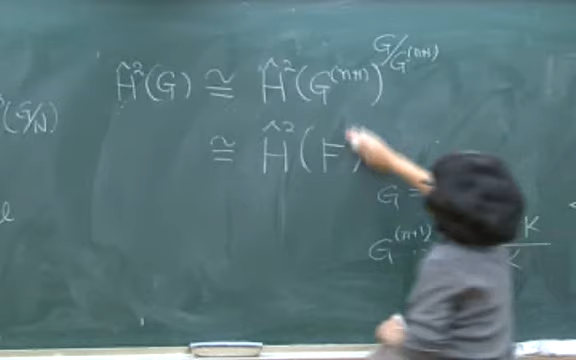 Ĥ²(G) ≅ Ĥ²(G⁽ⁿ⁺¹⁾)^{G/G⁽ⁿ⁺¹⁾}
(G/N)
≅ Ĥ²(F)
G =
G⁽ⁿ⁺¹⁾
K